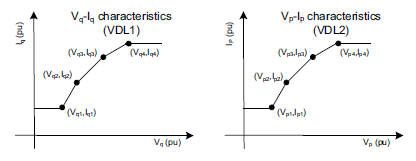 Vq-Iq characteristics
(VDL1)
Iq (pu)
(Vq4,Iq4)
(Vq3,Iq3)
(Vq2,Iq2)
(Vq1,Iq1)
Vq (pu)
Vp-Ip characteristics
(VDL2)
Ip (pu)
(Vp4,Ip4)
(Vp3,Ip3)
(Vp2,Ip2)
(Vp1,Ip1)
Vp (pu)